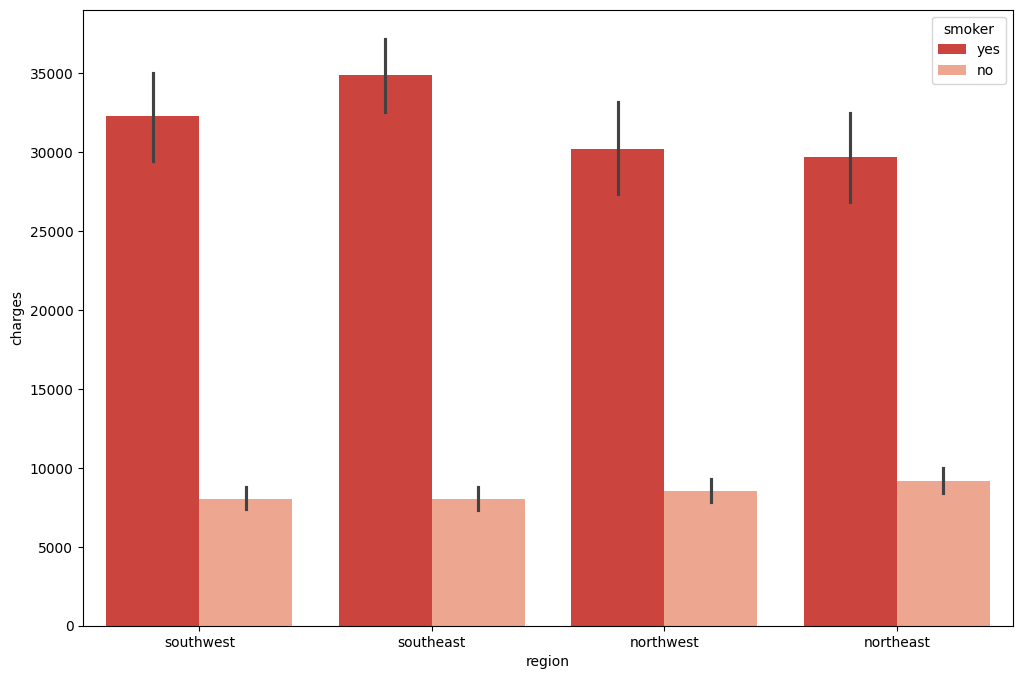 smoker
yes
no
35000
30000
25000
20000
15000
10000
5000
0
charges
southwest southeast northwest northeast
region